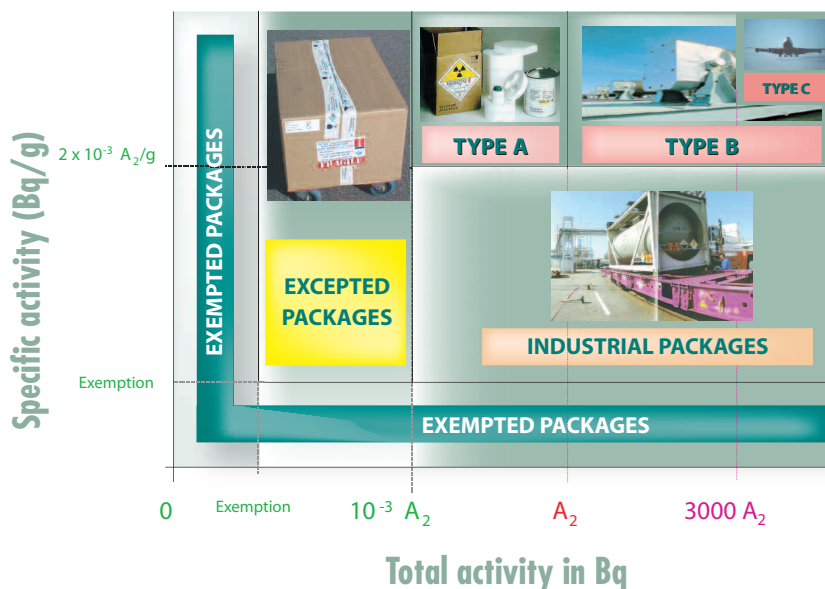 TYPE A
TYPE B
TYPE C
2 x 10⁻³ A₂/g
EXEMPTED PACKAGES
EXCEPTED
PACKAGES
INDUSTRIAL PACKAGES
Specific activity (Bq/g)
Exemption
EXEMPTED PACKAGES
0
Exemption
10⁻³ A₂
A₂
3000 A₂
Total activity in Bq